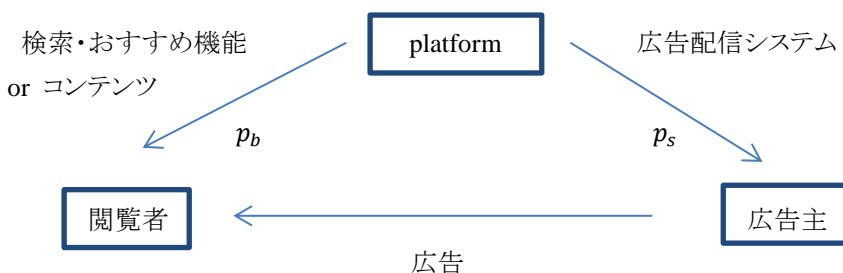 検索・おすすめ機能
or コンテンツ
platform
広告配信システム
p_b
p_s
閲覧者
広告主
広告